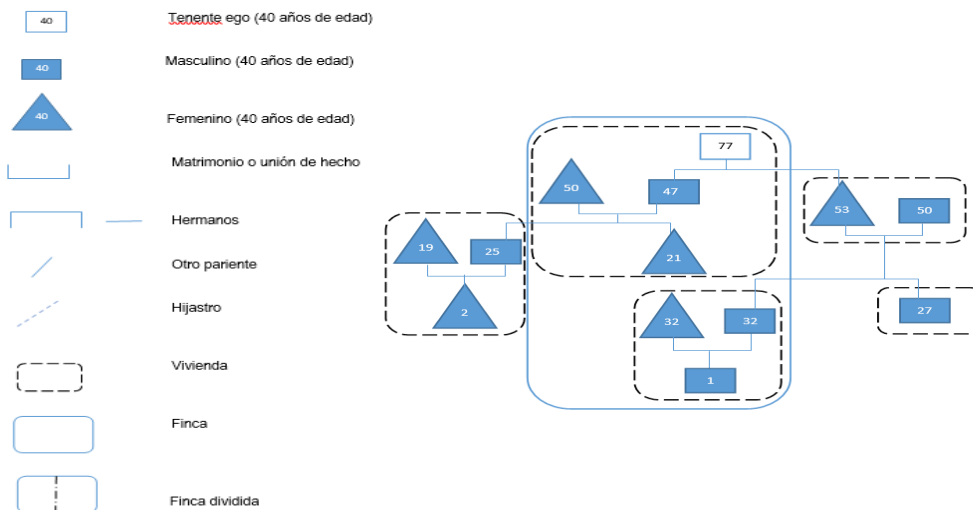 40
Tenente ego (40 años de edad)
40
Masculino (40 años de edad)
40
Femenino (40 años de edad)
Matrimonio o unión de hecho
Hermanos
Otro pariente
Hijastro
Vivienda
Finca
Finca dividida
77
50
47
53
50
19
25
21
2
32
32
27
1